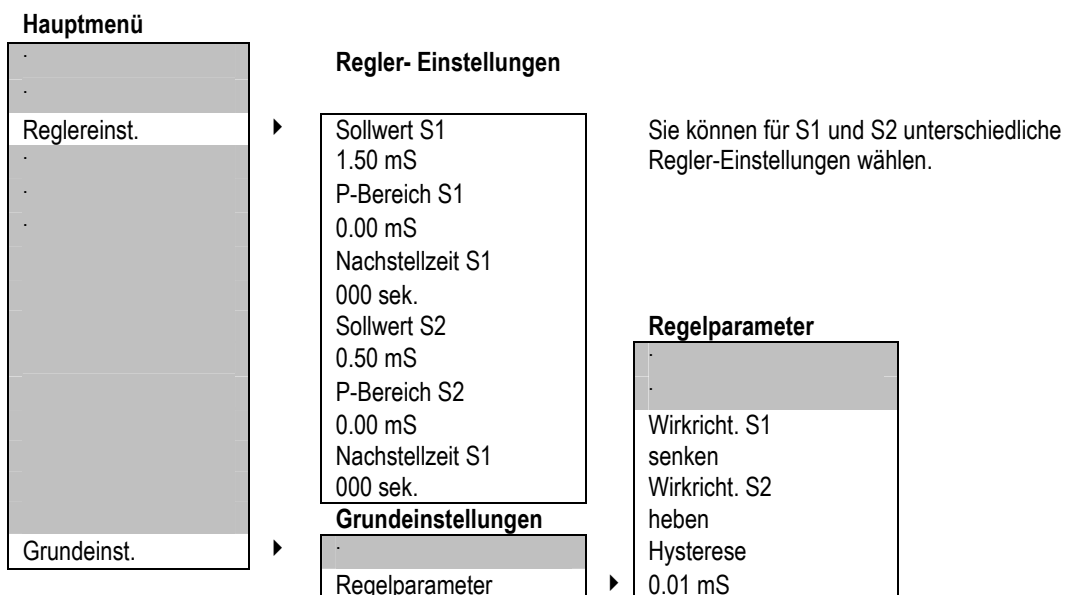 Hauptmenü
.
.
Reglereinst.
.
.
.
Grundeinst.
Regler- Einstellungen
Sollwert S1
1.50 mS
P-Bereich S1
0.00 mS
Nachstellzeit S1
000 sek.
Sollwert S2
0.50 mS
P-Bereich S2
0.00 mS
Nachstellzeit S1
000 sek.
Grundeinstellungen
.
Regelparameter
Sie können für S1 und S2 unterschiedliche
Regler-Einstellungen wählen.
Regelparameter
.
.
Wirkricht. S1
senken
Wirkricht. S2
heben
Hysterese
0.01 mS